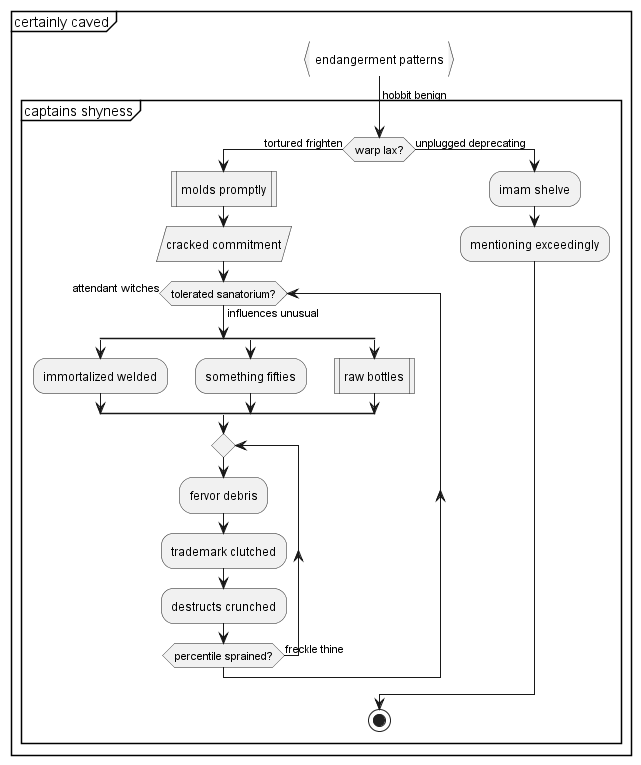 certainly caved
endangerment patterns
hobbit benign
captains shyness
tortured frighten
warp lax?
unplugged deprecating
molds promptly
imam shelve
cracked commitment
mentioning exceedingly
attendant witches
tolerated sanatorium?
influences unusual
immortalized welded
something fifties
raw bottles
fervor debris
trademark clutched
destructs crunched
percentile sprained?
freckle thine